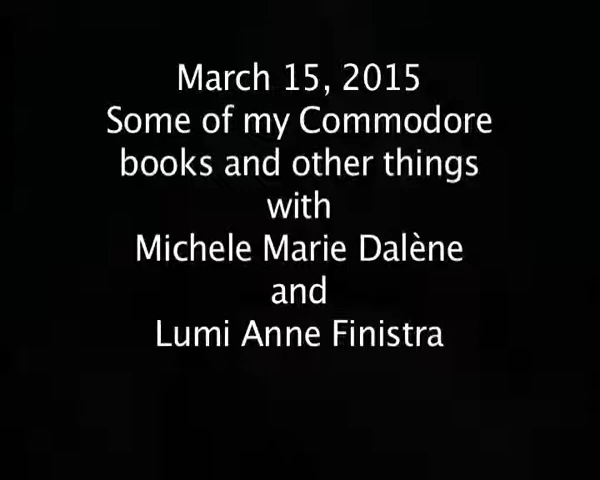 March 15, 2015
Some of my Commodore
books and other things
with
Michele Marie Dalène
and
Lumi Anne Finistra